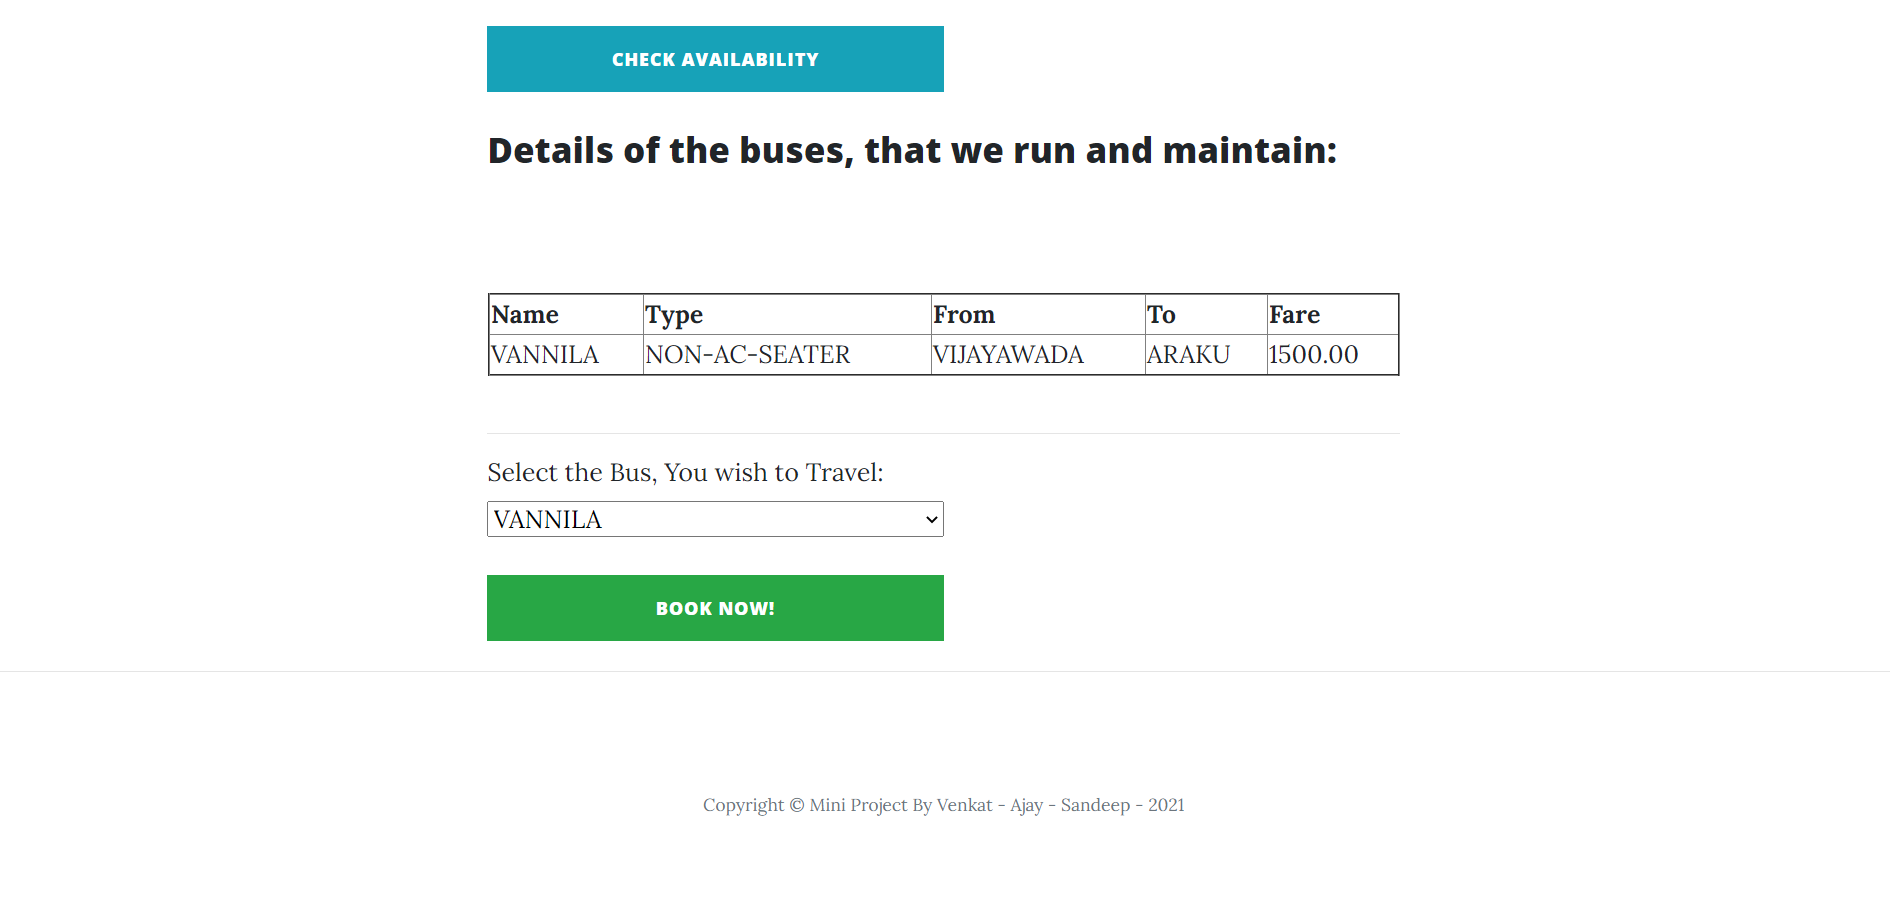 CHECK AVAILABILITY
Details of the buses, that we run and maintain:
Name Type From To Fare
VANNILA NON-AC-SEATER VIJAYAWADA ARAKU 1500.00
Select the Bus, You wish to Travel:
VANNILA
BOOK NOW!
Copyright © Mini Project By Venkat - Ajay - Sandeep - 2021